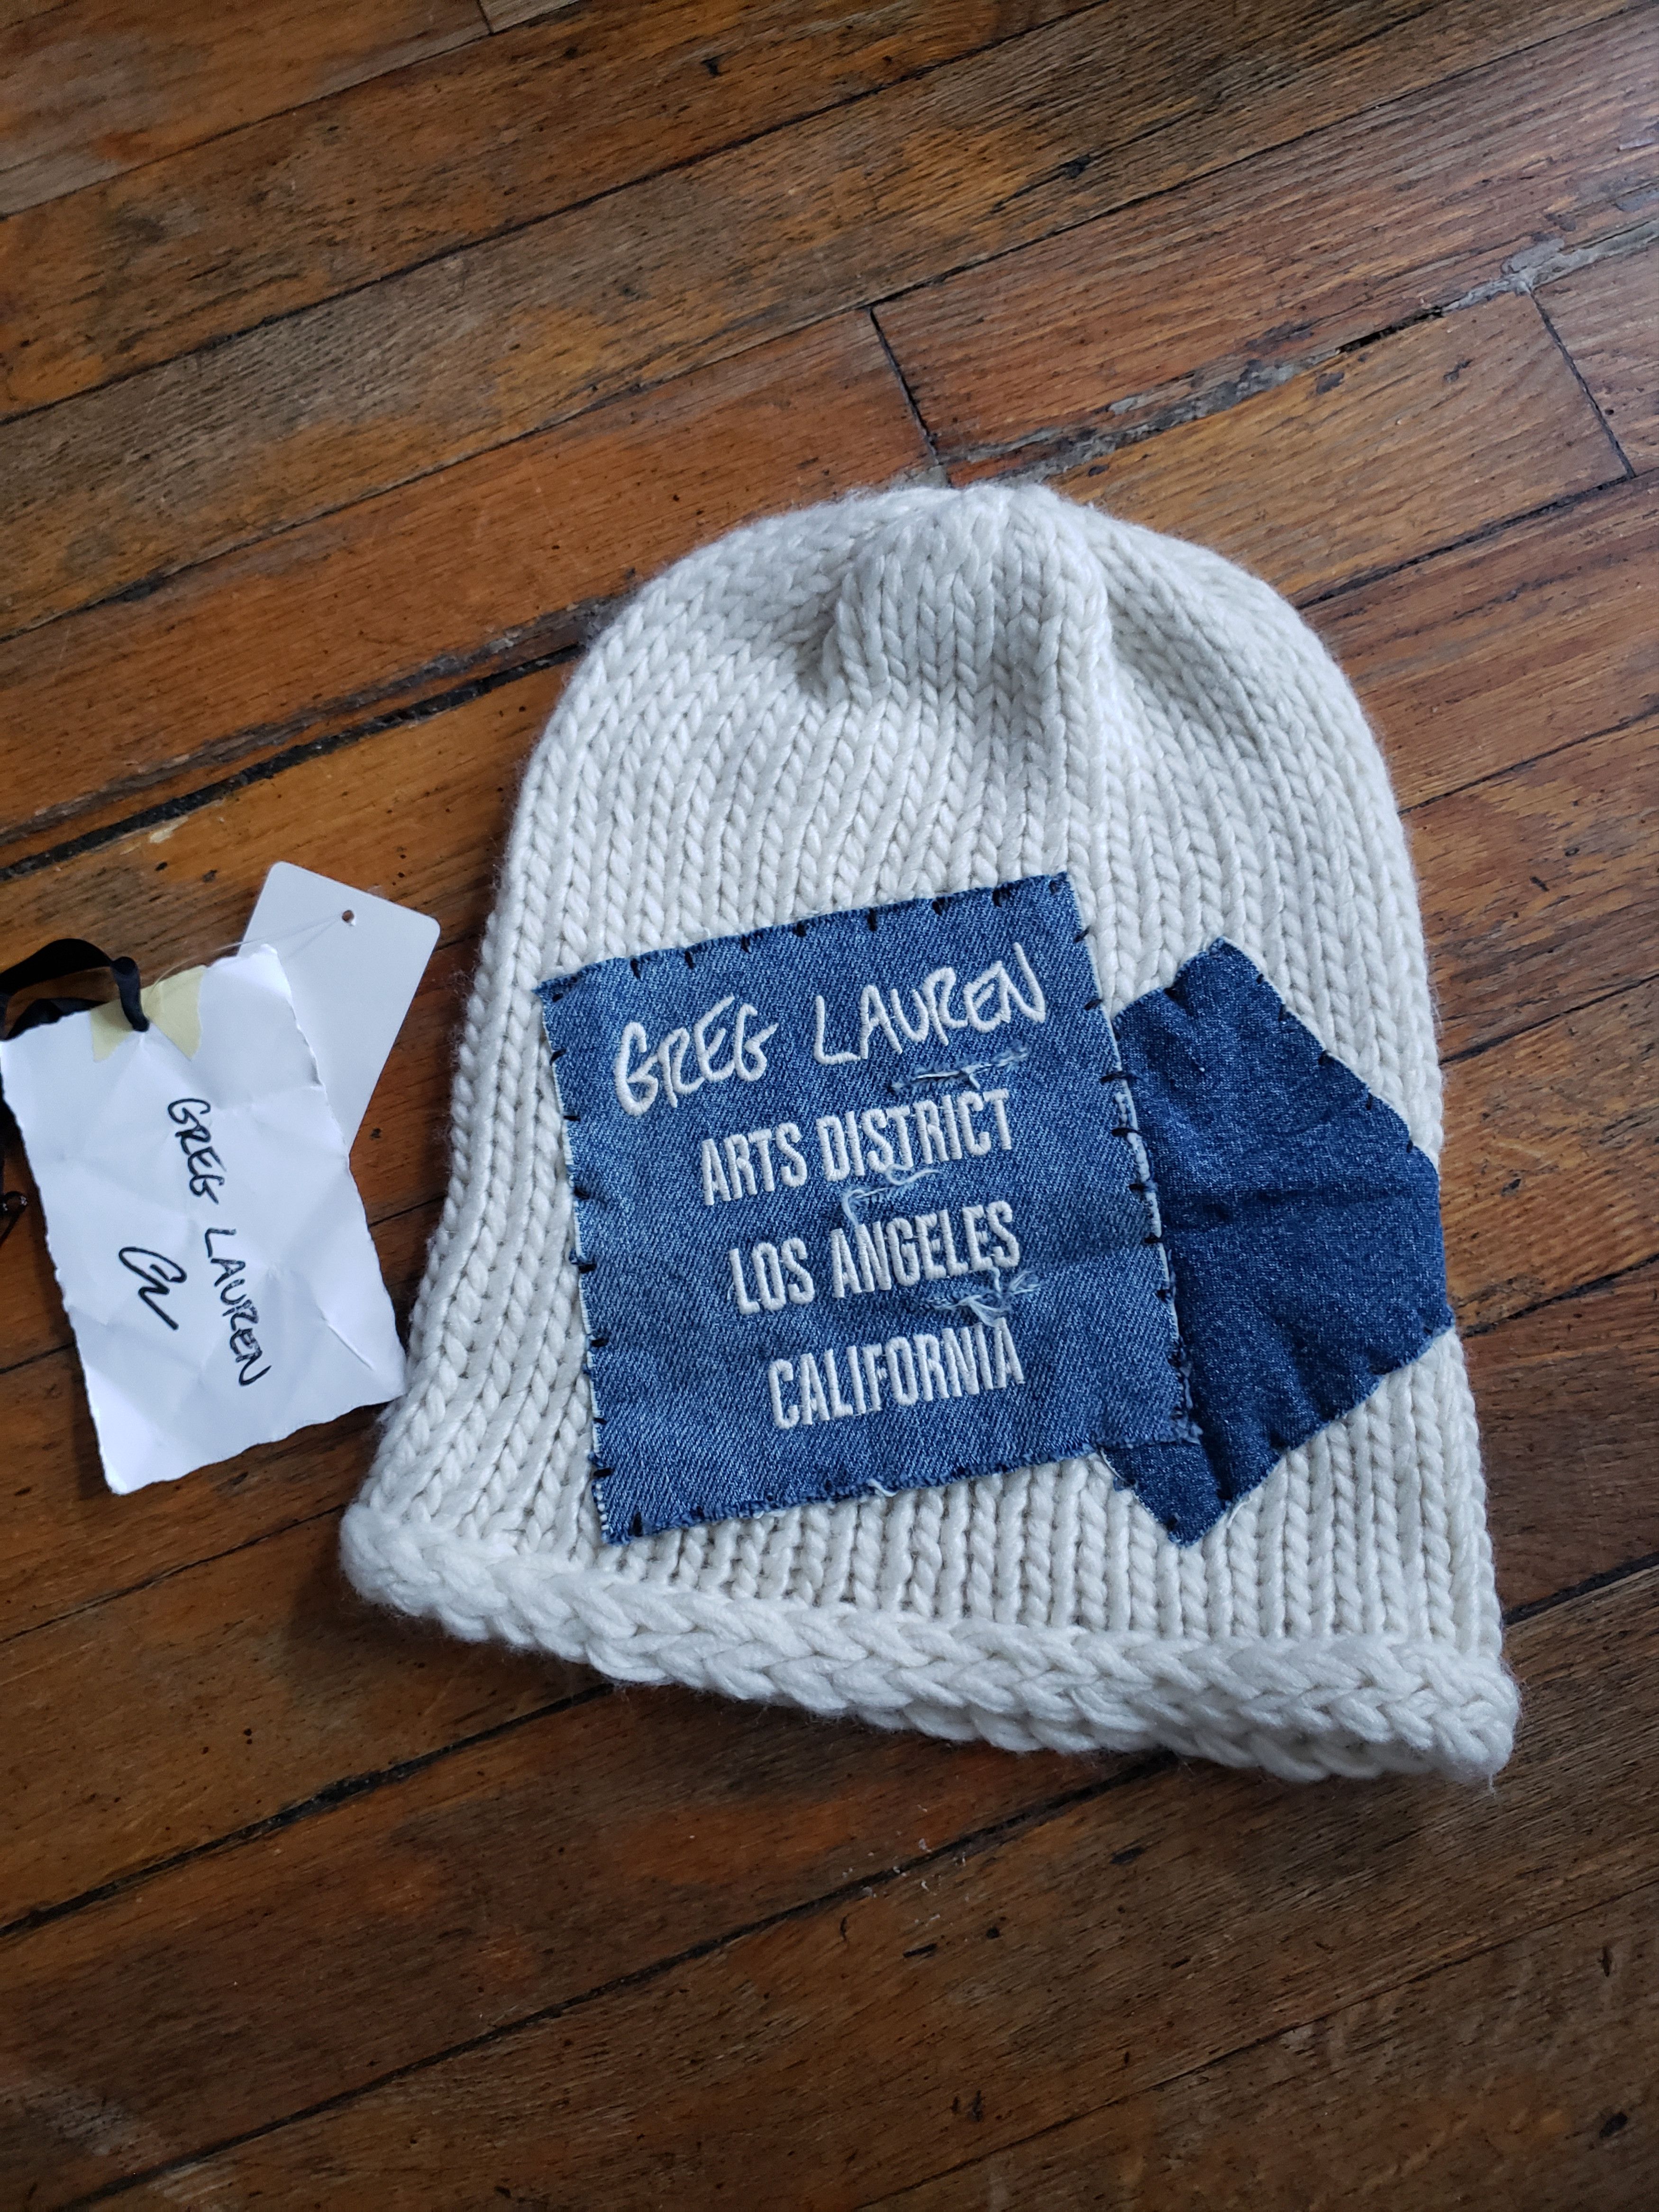 GREG LAUREN
ARTS DISTRICT
LOS ANGELES
CALIFORNIA
GREG LAUREN
GL